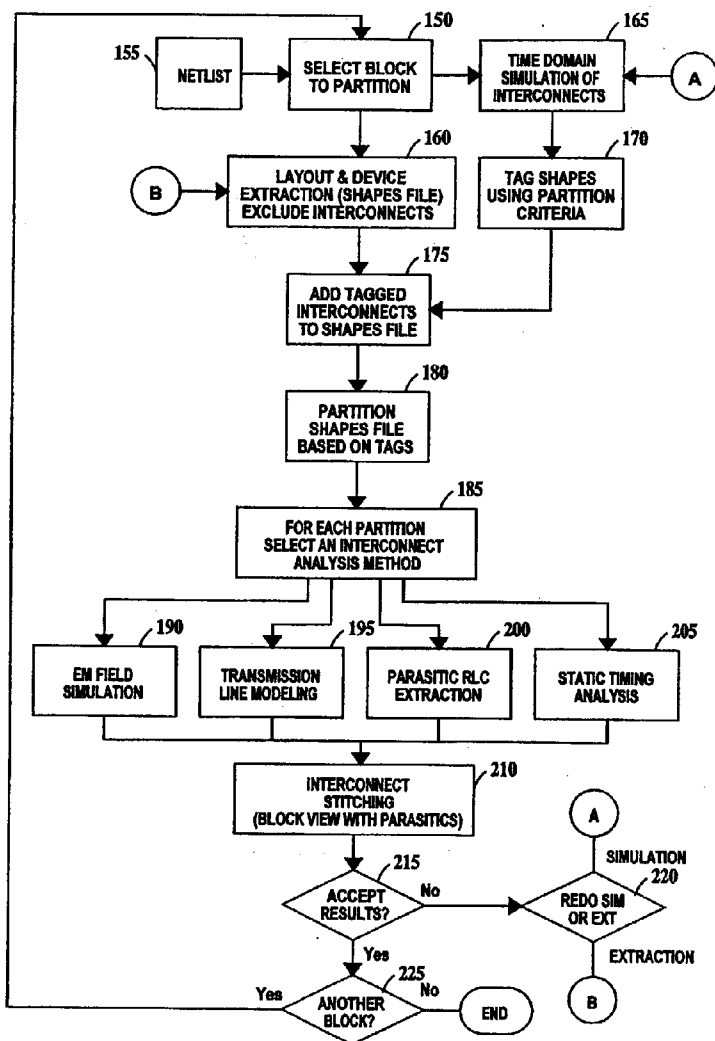 150
155
NETLIST
SELECT BLOCK
TO PARTITION
165
TIME DOMAIN
SIMULATION OF
INTERCONNECTS
A
160
B
LAYOUT & DEVICE
EXTRACTION (SHAPES FILE)
EXCLUDE INTERCONNECTS
170
TAG SHAPES
USING PARTITION
CRITERIA
175
ADD TAGGED
INTERCONNECTS
TO SHAPES FILE
180
PARTITION
SHAPES FILE
BASED ON TAGS
185
FOR EACH PARTITION
SELECT AN INTERCONNECT
ANALYSIS METHOD
190
EM FIELD
SIMULATION
195
TRANSMISSION
LINE MODELING
200
PARASITIC RLC
EXTRACTION
205
STATIC TIMING
ANALYSIS
210
INTERCONNECT
STITCHING
(BLOCK VIEW WITH PARASITICS)
A
SIMULATION
215
ACCEPT
RESULTS?
No
220
REDO SIM
OR EXT
EXTRACTION
B
Yes
225
Yes
ANOTHER
BLOCK?
No
END